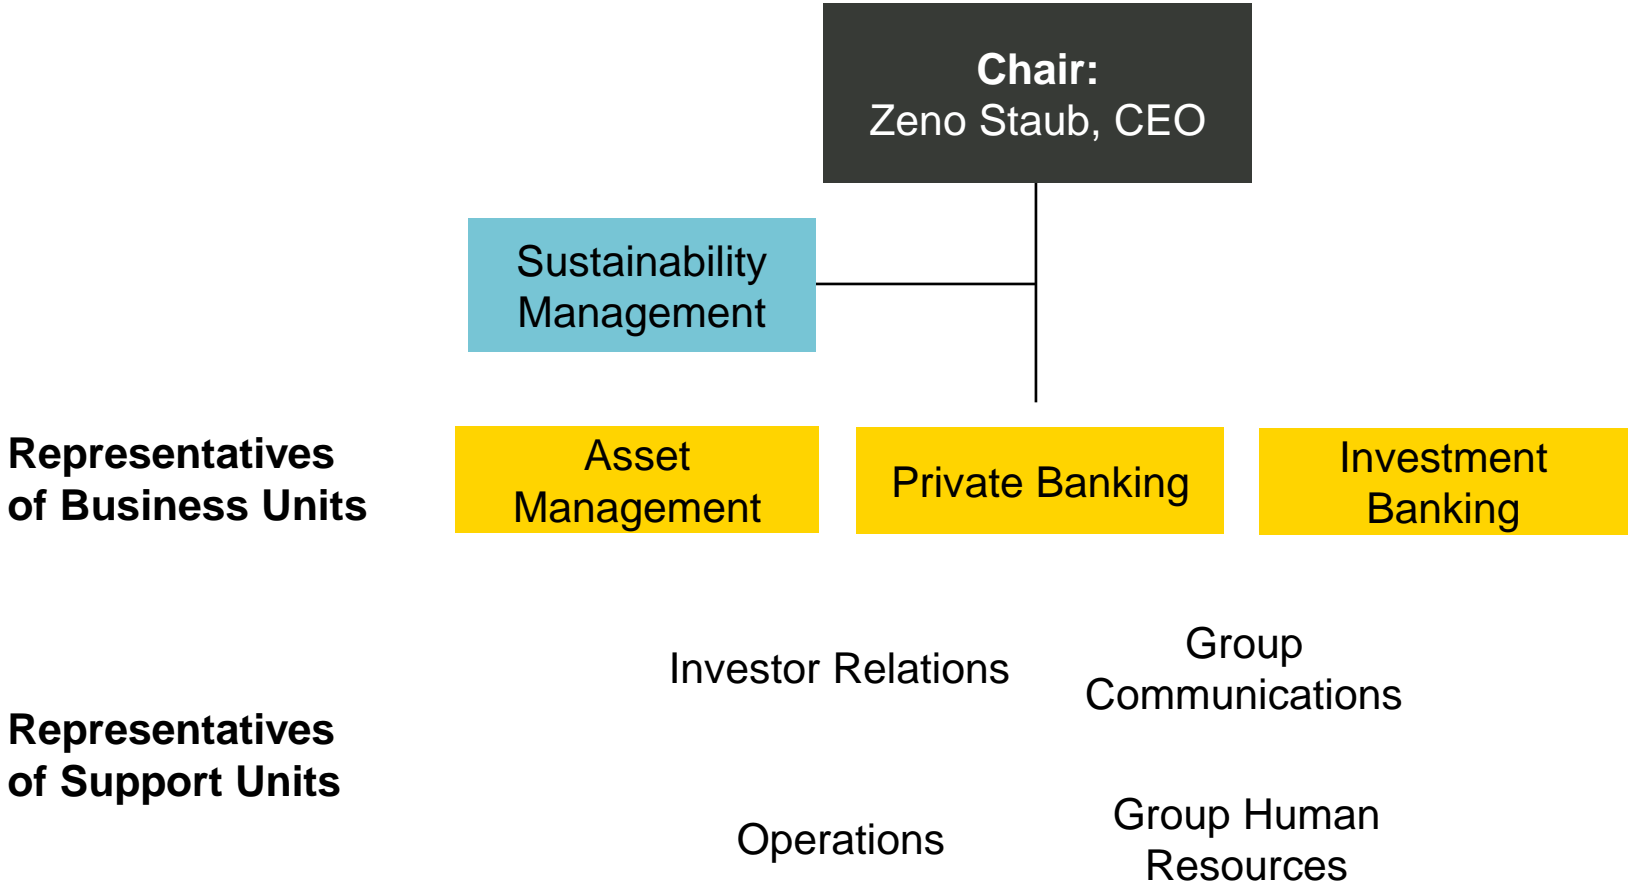 Chair:
Zeno Staub, CEO
Sustainability
Management
Representatives
of Business Units
Asset
Management
Private Banking
Investment
Banking
Representatives
of Support Units
Investor Relations
Group
Communications
Operations
Group Human
Resources